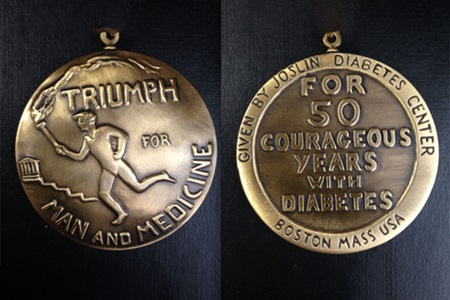 TRIUMPH
FOR
MAN AND MEDICINE
GIVEN BY JOSLIN DIABETES CENTER
FOR
50
COURAGEOUS
YEARS
WITH
DIABETES
BOSTON MASS USA